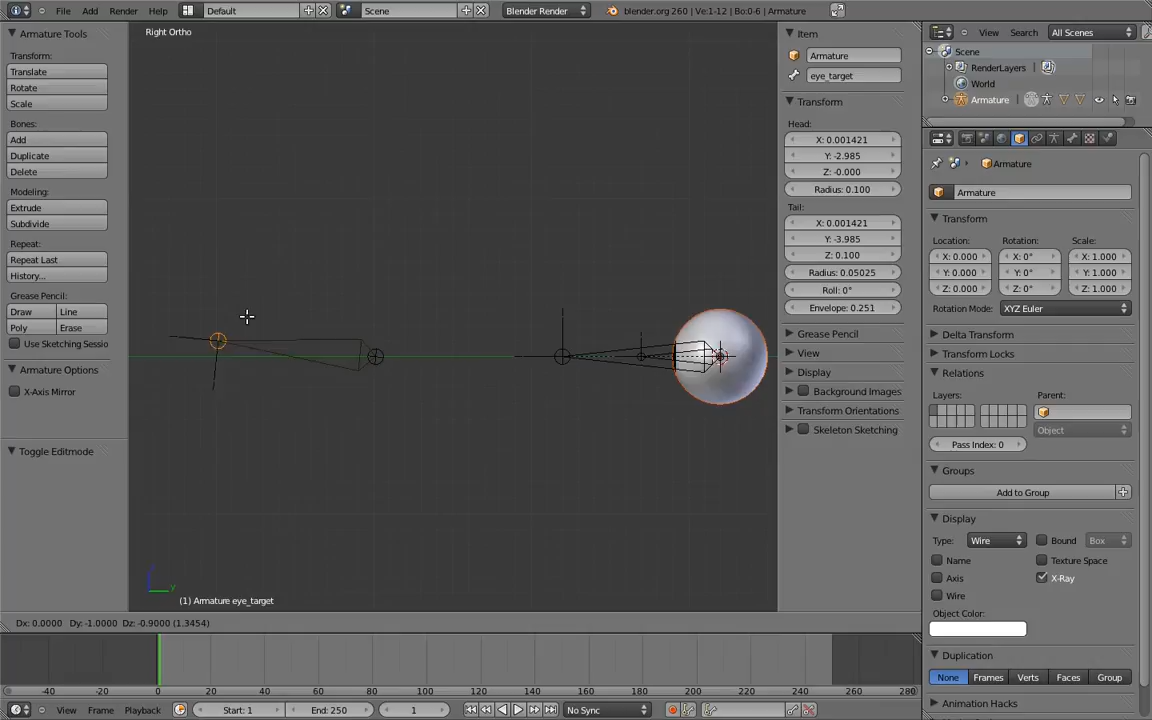 File Add Render Help Default Scene Blender Render blender.org 260 | Ve:1-12 | Bo:0-6 | Armature
Armature Tools
Transform:
Translate
Rotate
Scale
Bones:
Add
Duplicate
Delete
Modeling:
Extrude
Subdivide
Repeat:
Repeat Last
History...
Grease Pencil:
Draw Line
Poly Erase
Use Sketching Sessio
Armature Options
X-Axis Mirror
Toggle Editmode
Right Ortho
(1) Armature eye_target
Item
Armature
eye_target
Transform
Head:
X: 0.001421
Y: -2.985
Z: -0.000
Radius: 0.100
Tail:
X: 0.001421
Y: -3.985
Z: 0.100
Radius: 0.05025
Roll: 0°
Envelope: 0.251
Grease Pencil
View
Display
Background Images
Transform Orientations
Skeleton Sketching
View Search All Scenes
Scene
RenderLayers
World
Armature
Armature
Armature
Transform
Location: Rotation: Scale:
X: 0.000 X: 0° X: 1.000
Y: 0.000 Y: 0° Y: 1.000
Z: 0.000 Z: 0° Z: 1.000
Rotation Mode: XYZ Euler
Delta Transform
Transform Locks
Relations
Layers: Parent:
Object
Pass Index: 0
Groups
Add to Group
Display
Type: Wire Bound Box
Name Texture Space
Axis X-Ray
Wire
Object Color:
Duplication
None Frames Verts Faces Group
Animation Hacks
Dx: 0.0000 Dy: -1.0000 Dz: -0.9000 (1.3454)
-40 -20 0 20 40 60 80 100 120 140 160 180 200 220 240 260 280
View Frame Playback Start: 1 End: 250 1 No Sync